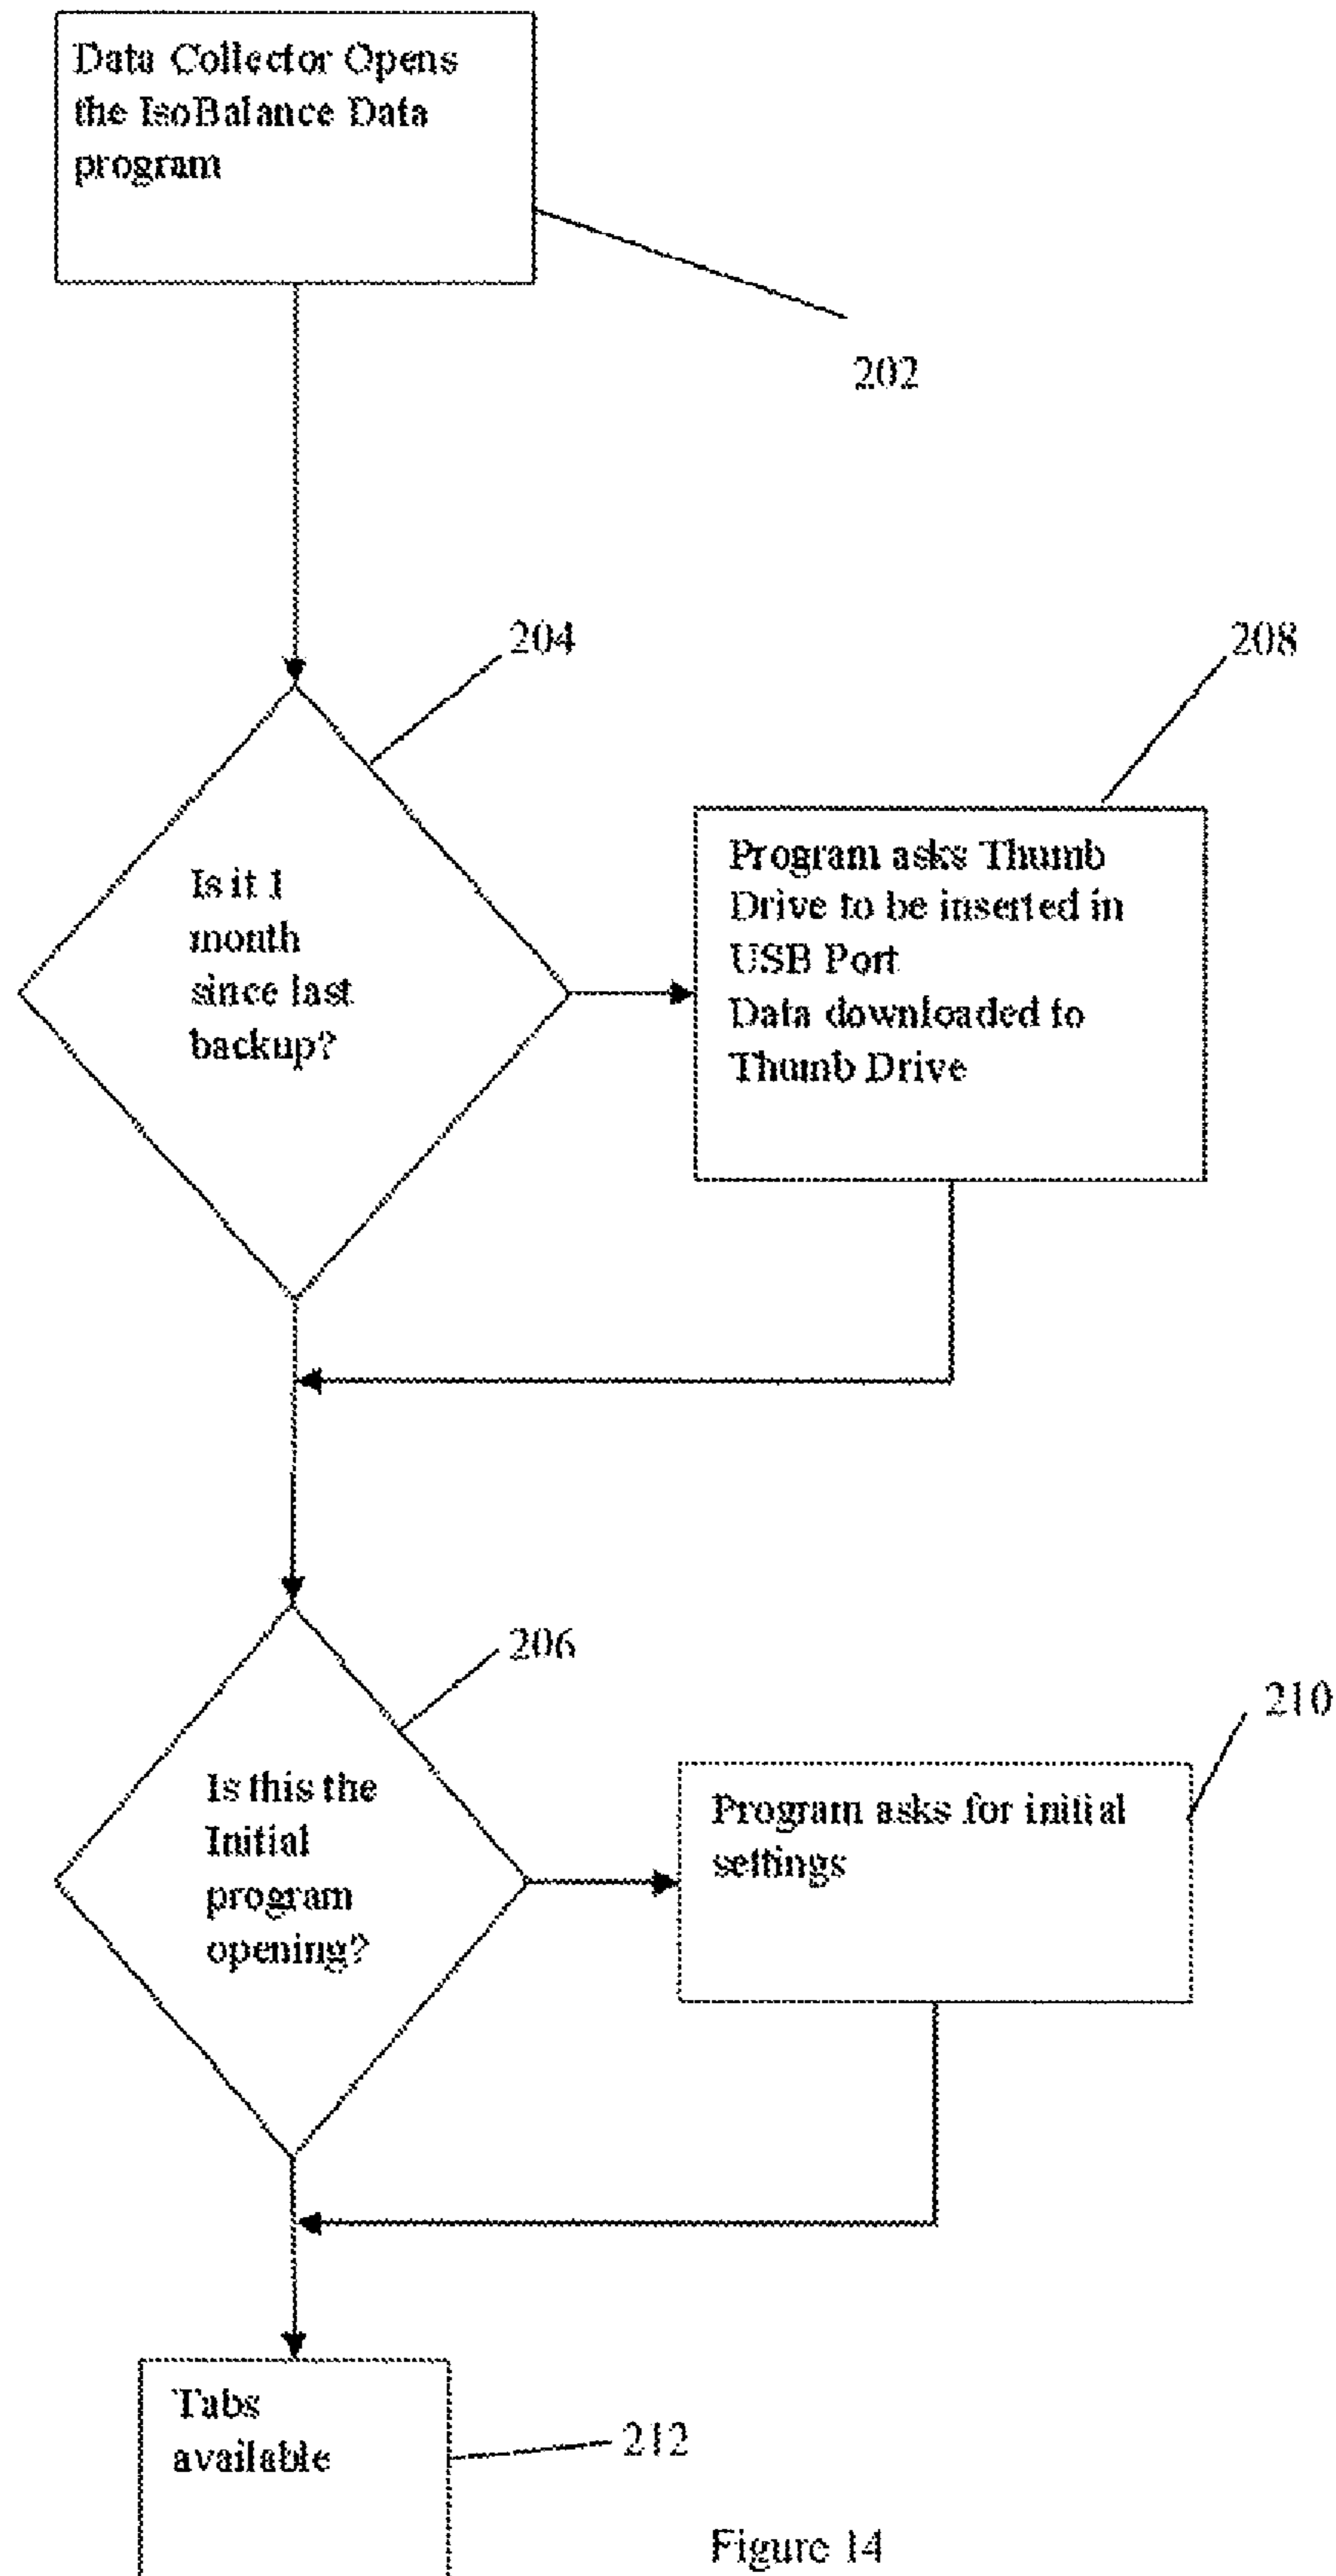 Data Collector Opens
the IsoBalance Data
program
202
204
208
Is it 1
month
since last
backup?
Program asks Thumb
Drive to be inserted in
USB Port
Data downloaded to
Thumb Drive
206
210
Is this the
Initial
program
opening?
Program asks for initial
settings
Tabs
available
212
Figure 14